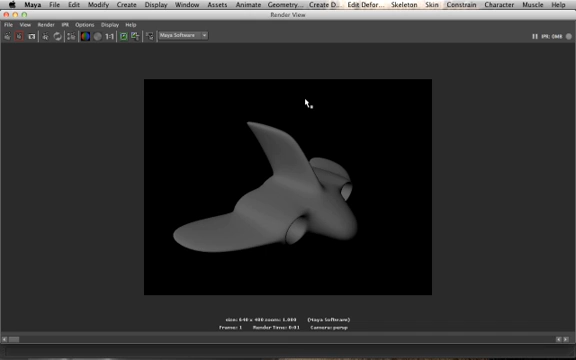 Maya File Edit Modify Create Display Window Assets Animate Geometry... Create D... Edit Defor... Skeleton Skin Constrain Character Muscle Help
Render View
File View Render IPR Options Display Help
1:1 Maya Software IPR: 0MB
size: 640 x 480 zoom: 1.000 (Maya Software)
Frame: 1 Render Time: 0:01 Camera: persp